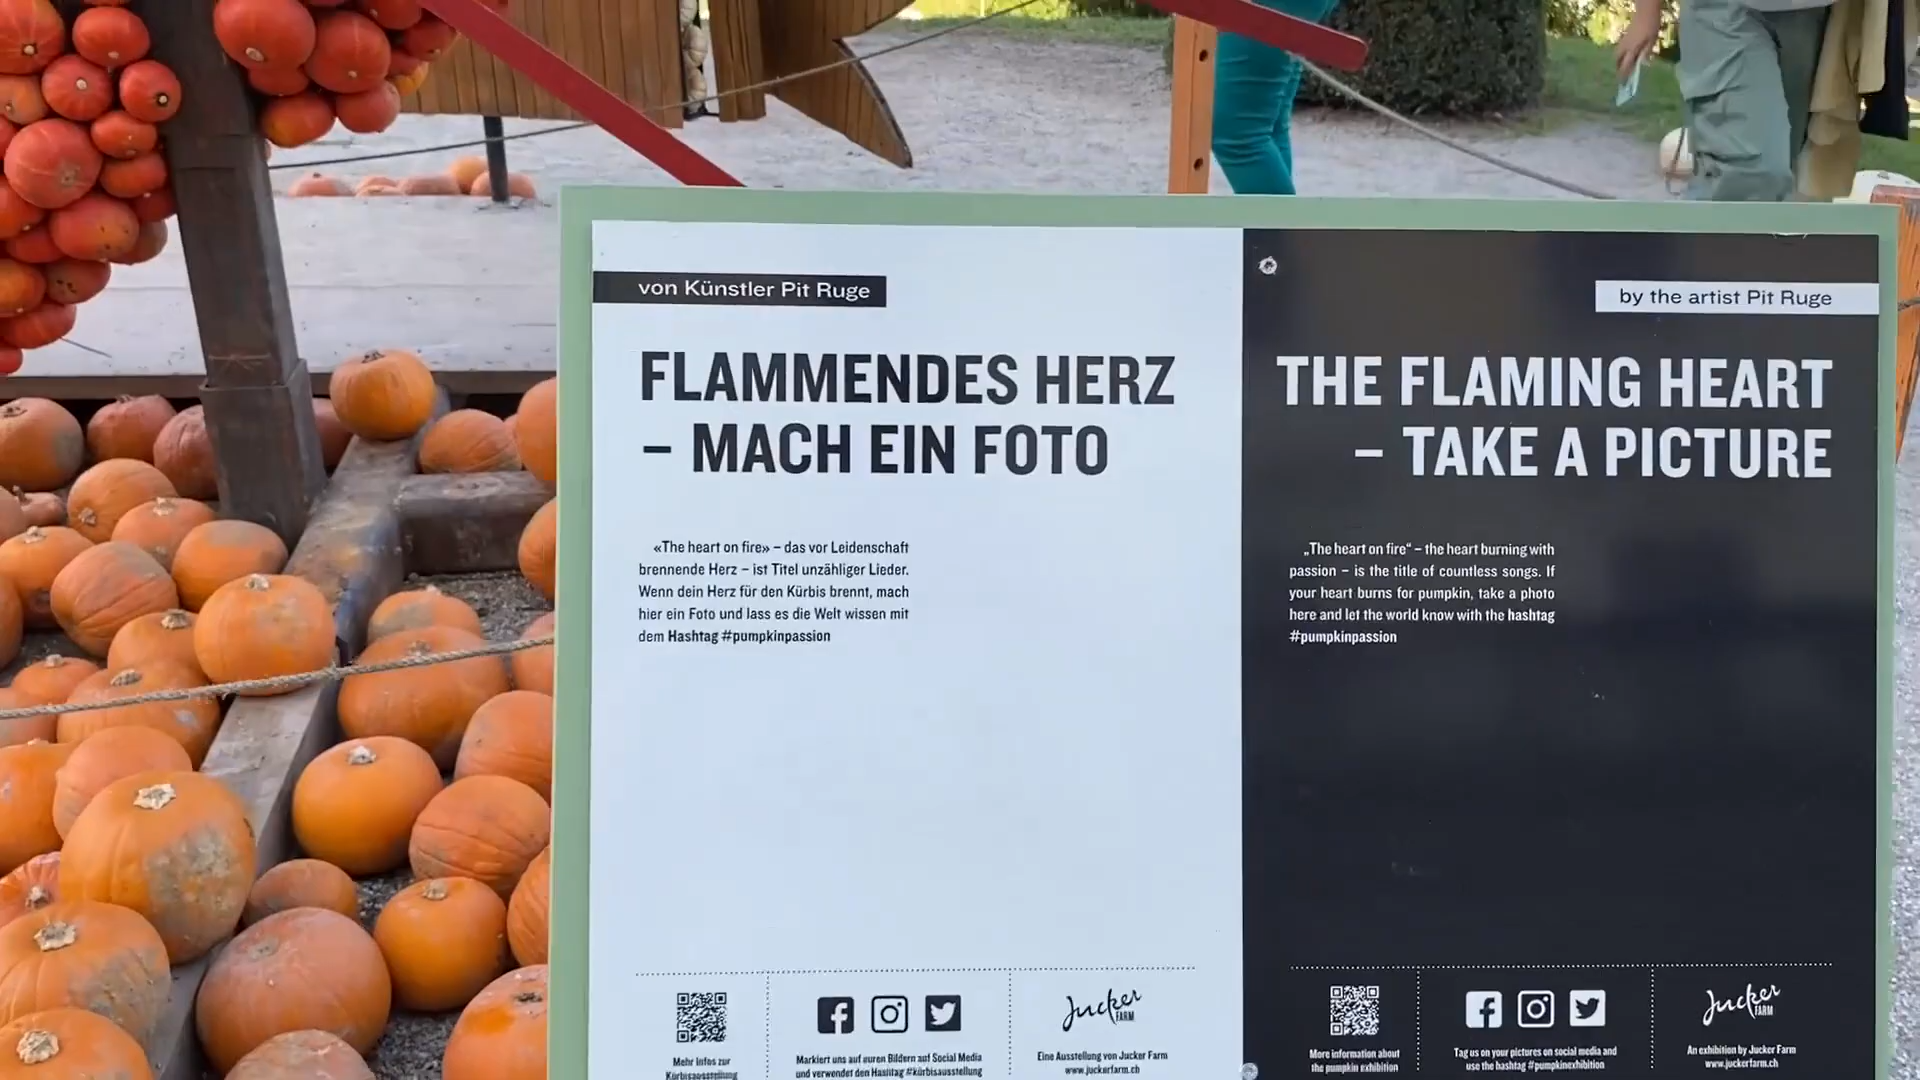 von Künstler Pit Ruge
FLAMMENDES HERZ
– MACH EIN FOTO
«The heart on fire» – das vor Leidenschaft
brennende Herz – ist Titel unzähliger Lieder.
Wenn dein Herz für den Kürbis brennt, mach
hier ein Foto und lass es die Welt wissen mit
dem Hashtag #pumpkinpassion
Mehr Infos zur
Kürbisausstellung
Markiert uns auf euren Bildern auf Social Media
und verwendet den Hashtag #kürbisausstellung
Jucker
FARM
Eine Ausstellung von Jucker Farm
www.juckerfarm.ch
by the artist Pit Ruge
THE FLAMING HEART
– TAKE A PICTURE
„The heart on fire“ – the heart burning with
passion – is the title of countless songs. If
your heart burns for pumpkin, take a photo
here and let the world know with the hashtag
#pumpkinpassion
More information about
the pumpkin exhibition
Tag us on your pictures on social media and
use the hashtag #pumpkinexhibition
Jucker
FARM
An exhibition by Jucker Farm
www.juckerfarm.ch